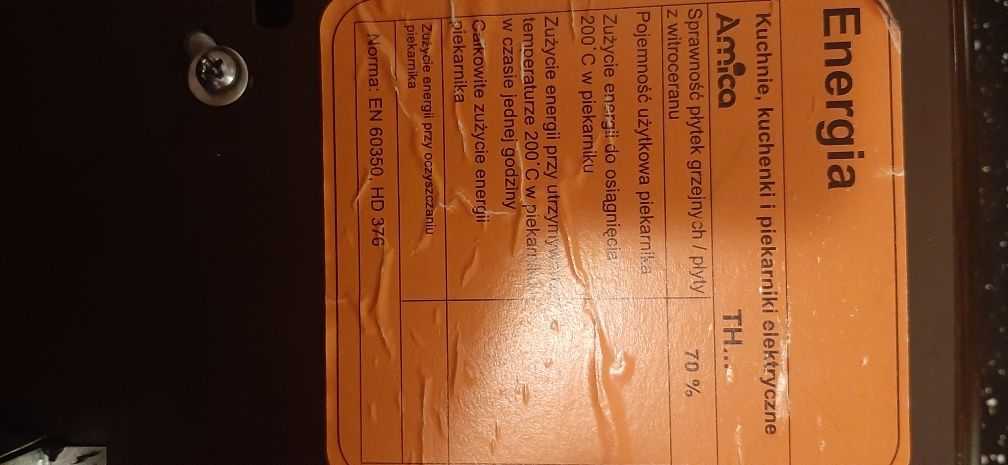 Energia
Kuchnie, kuchenki i piekarniki elektryczne
Amica TH...
Sprawność płytek grzejnych / płyty 70 %
z witroceranu
Pojemność użytkowa piekarnika
Zużycie energii do osiągnięcia
200°C w piekarniku
Zużycie energii przy utrzymywaniu
temperaturze 200°C w piekarniku
w czasie jednej godziny
Całkowite zużycie energii
piekarnika
Zużycie energii przy oczyszczaniu
piekarnika
Norma: EN 60350, HD 376